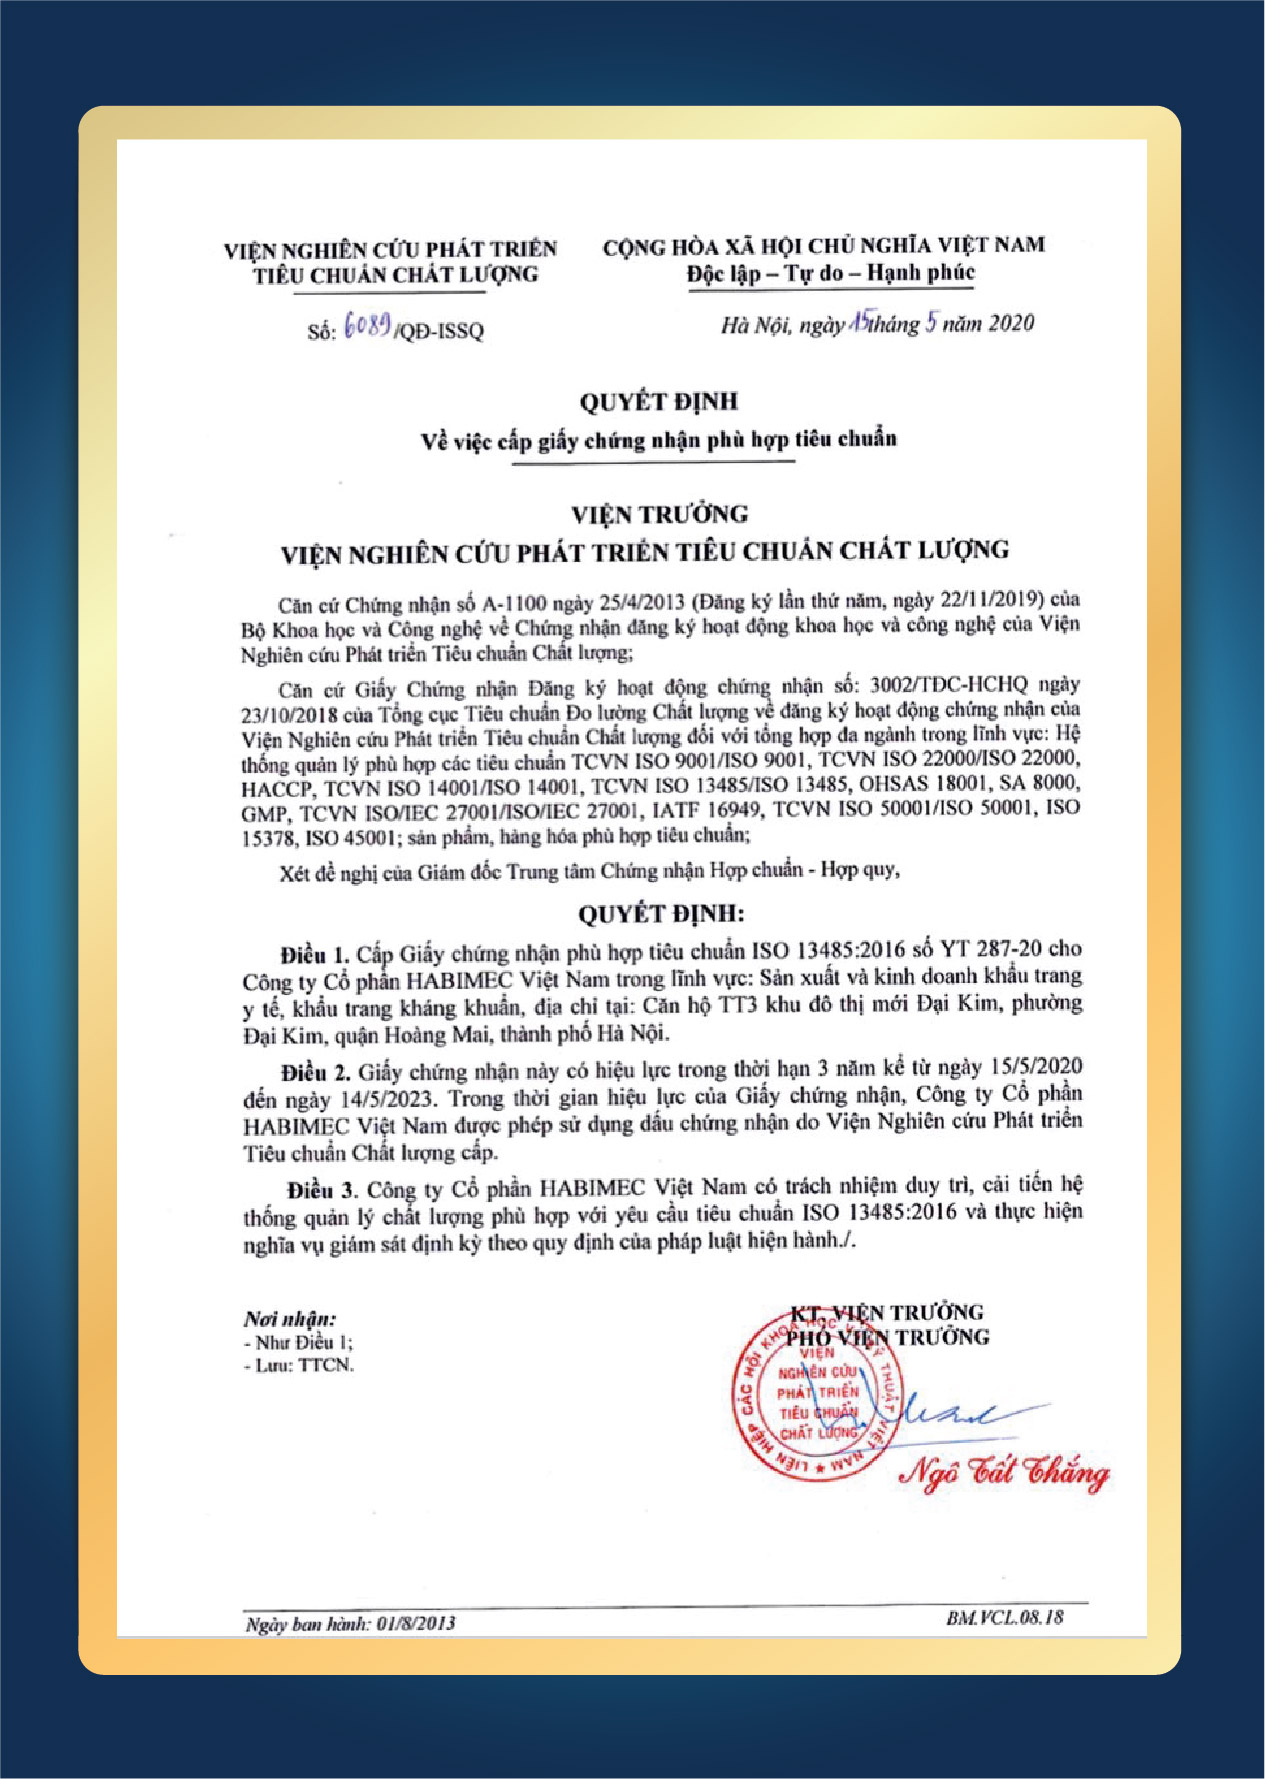 VIỆN NGHIÊN CỨU PHÁT TRIỂN
TIÊU CHUẨN CHẤT LƯỢNG
CỘNG HÒA XÃ HỘI CHỦ NGHĨA VIỆT NAM
Độc lập – Tự do – Hạnh phúc
Số: 6089/QĐ-ISSQ
Hà Nội, ngày 15 tháng 5 năm 2020
QUYẾT ĐỊNH
Về việc cấp giấy chứng nhận phù hợp tiêu chuẩn
VIỆN TRƯỞNG
VIỆN NGHIÊN CỨU PHÁT TRIỂN TIÊU CHUẨN CHẤT LƯỢNG
Căn cứ Chứng nhận số A-1100 ngày 25/4/2013 (Đăng ký lần thứ năm, ngày 22/11/2019) của
Bộ Khoa học và Công nghệ về Chứng nhận đăng ký hoạt động khoa học và công nghệ của Viện
Nghiên cứu Phát triển Tiêu chuẩn Chất lượng;
Căn cứ Giấy Chứng nhận Đăng ký hoạt động chứng nhận số: 3002/TĐC-HCHQ ngày
23/10/2018 của Tổng cục Tiêu chuẩn Đo lường Chất lượng về đăng ký hoạt động chứng nhận của
Viện Nghiên cứu Phát triển Tiêu chuẩn Chất lượng đối với tổng hợp đa ngành trong lĩnh vực: Hệ
thống quản lý phù hợp các tiêu chuẩn TCVN ISO 9001/ISO 9001, TCVN ISO 22000/ISO 22000,
HACCP, TCVN ISO 14001/ISO 14001, TCVN ISO 13485/ISO 13485, OHSAS 18001, SA 8000,
GMP, TCVN ISO/IEC 27001/ISO/IEC 27001, IATF 16949, TCVN ISO 50001/ISO 50001, ISO
15378, ISO 45001; sản phẩm, hàng hóa phù hợp tiêu chuẩn;
Xét đề nghị của Giám đốc Trung tâm Chứng nhận Hợp chuẩn - Hợp quy,
QUYẾT ĐỊNH:
Điều 1. Cấp Giấy chứng nhận phù hợp tiêu chuẩn ISO 13485:2016 số YT 287-20 cho
Công ty Cổ phần HABIMEC Việt Nam trong lĩnh vực: Sản xuất và kinh doanh khẩu trang
y tế, khẩu trang kháng khuẩn, địa chỉ tại: Căn hộ TT3 khu đô thị mới Đại Kim, phường
Đại Kim, quận Hoàng Mai, thành phố Hà Nội.
Điều 2. Giấy chứng nhận này có hiệu lực trong thời hạn 3 năm kể từ ngày 15/5/2020
đến ngày 14/5/2023. Trong thời gian hiệu lực của Giấy chứng nhận, Công ty Cổ phần
HABIMEC Việt Nam được phép sử dụng dấu chứng nhận do Viện Nghiên cứu Phát triển
Tiêu chuẩn Chất lượng cấp.
Điều 3. Công ty Cổ phần HABIMEC Việt Nam có trách nhiệm duy trì, cải tiến hệ
thống quản lý chất lượng phù hợp với yêu cầu tiêu chuẩn ISO 13485:2016 và thực hiện
nghĩa vụ giám sát định kỳ theo quy định của pháp luật hiện hành./.
Nơi nhận:
- Như Điều 1;
- Lưu: TTCN.
KT. VIỆN TRƯỞNG
PHÓ VIỆN TRƯỞNG
LIÊN HIỆP CÁC HỘI KHOA HỌC VÀ KỸ THUẬT VIỆT NAM
VIỆN
NGHIÊN CỨU
PHÁT TRIỂN
TIÊU CHUẨN
CHẤT LƯỢNG
Ngô Tất Thắng
Ngày ban hành: 01/8/2013
BM.VCL.08.18